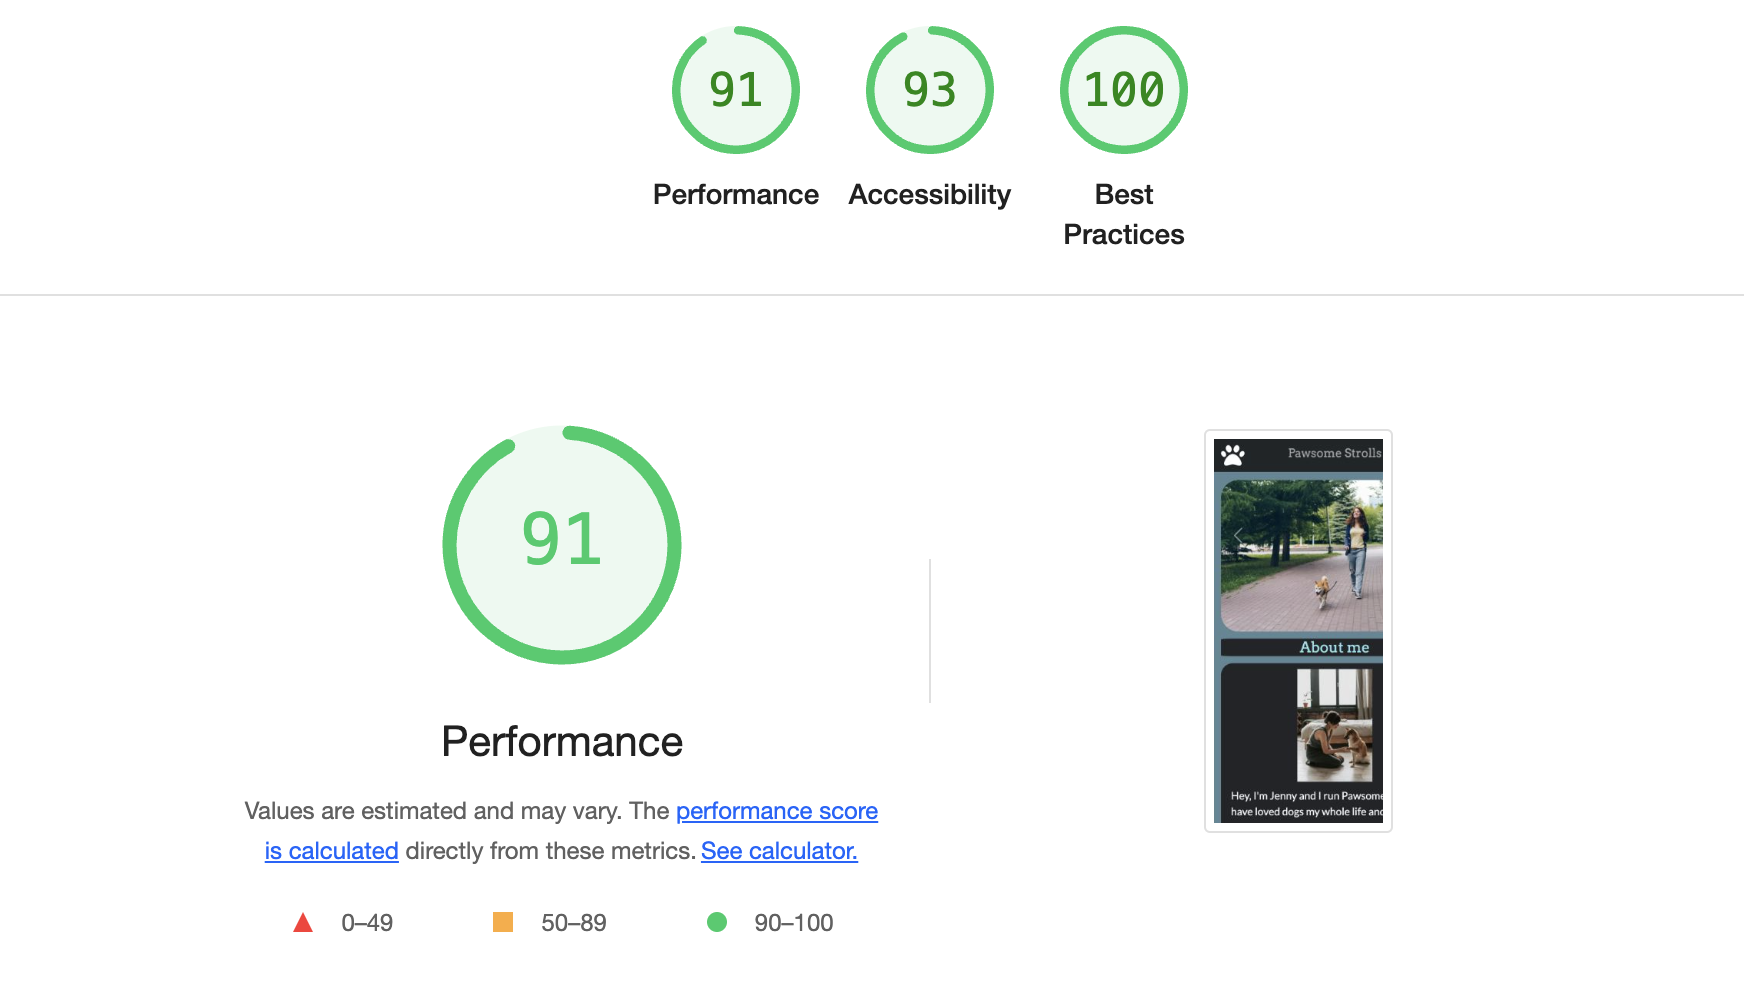 91
93
100
Performance
Accessibility
Best
Practices
91
Performance
Values are estimated and may vary. The performance score
is calculated directly from these metrics. See calculator.
0–49
50–89
90–100
Pawsome Strolls
About me
Hey, I'm Jenny and I run Pawsome
have loved dogs my whole life and